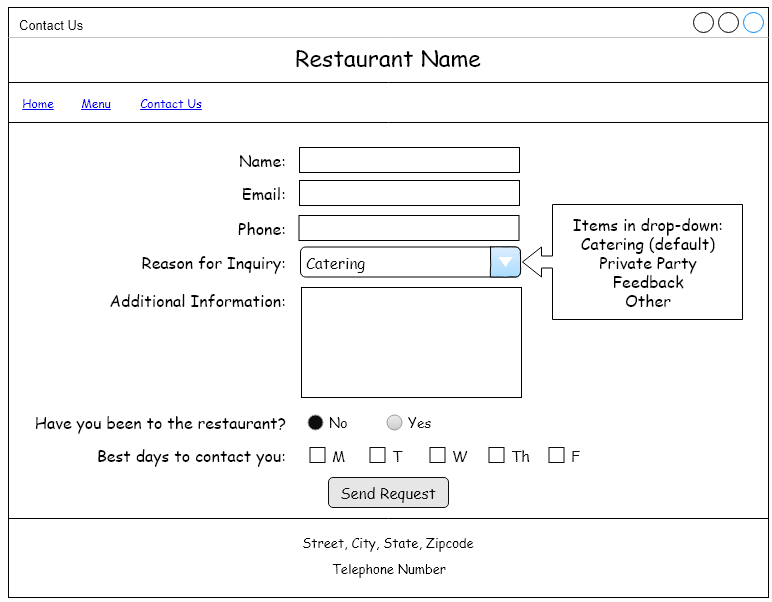 Contact Us
Restaurant Name
Home Menu Contact Us
Name:
Email:
Phone:
Reason for Inquiry: Catering
Items in drop-down:
Catering (default)
Private Party
Feedback
Other
Additional Information:
Have you been to the restaurant? No Yes
Best days to contact you: M T W Th F
Send Request
Street, City, State, Zipcode
Telephone Number